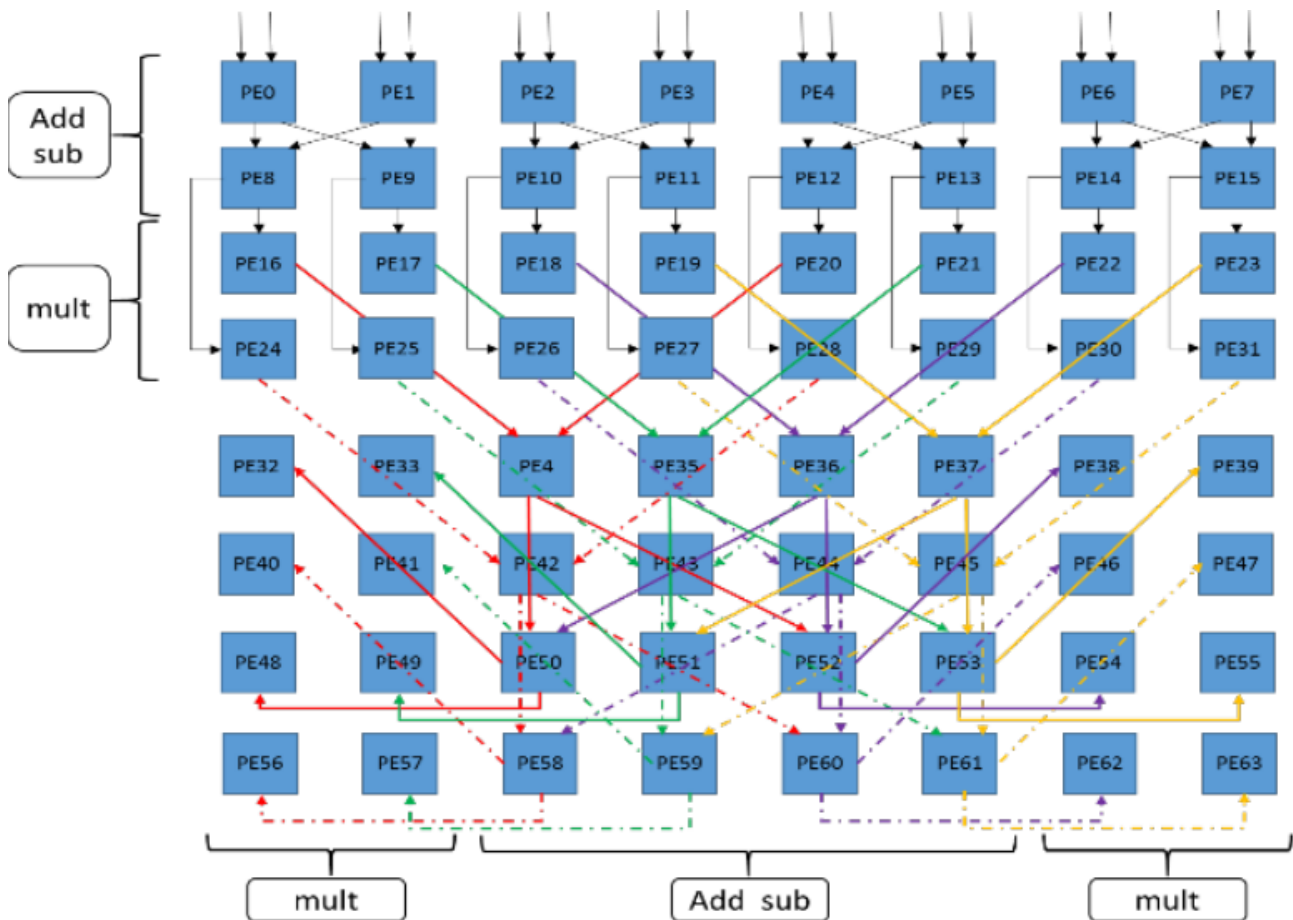 PE0 PE1 PE2 PE3 PE4 PE5 PE6 PE7
Add
sub
PE8 PE9 PE10 PE11 PE12 PE13 PE14 PE15
PE16 PE17 PE18 PE19 PE20 PE21 PE22 PE23
mult
PE24 PE25 PE26 PE27 PE28 PE29 PE30 PE31
PE32 PE33 PE4 PE35 PE36 PE37 PE38 PE39
PE40 PE41 PE42 PE43 PE44 PE45 PE46 PE47
PE48 PE49 PE50 PE51 PE52 PE53 PE54 PE55
PE56 PE57 PE58 PE59 PE60 PE61 PE62 PE63
mult Add sub mult